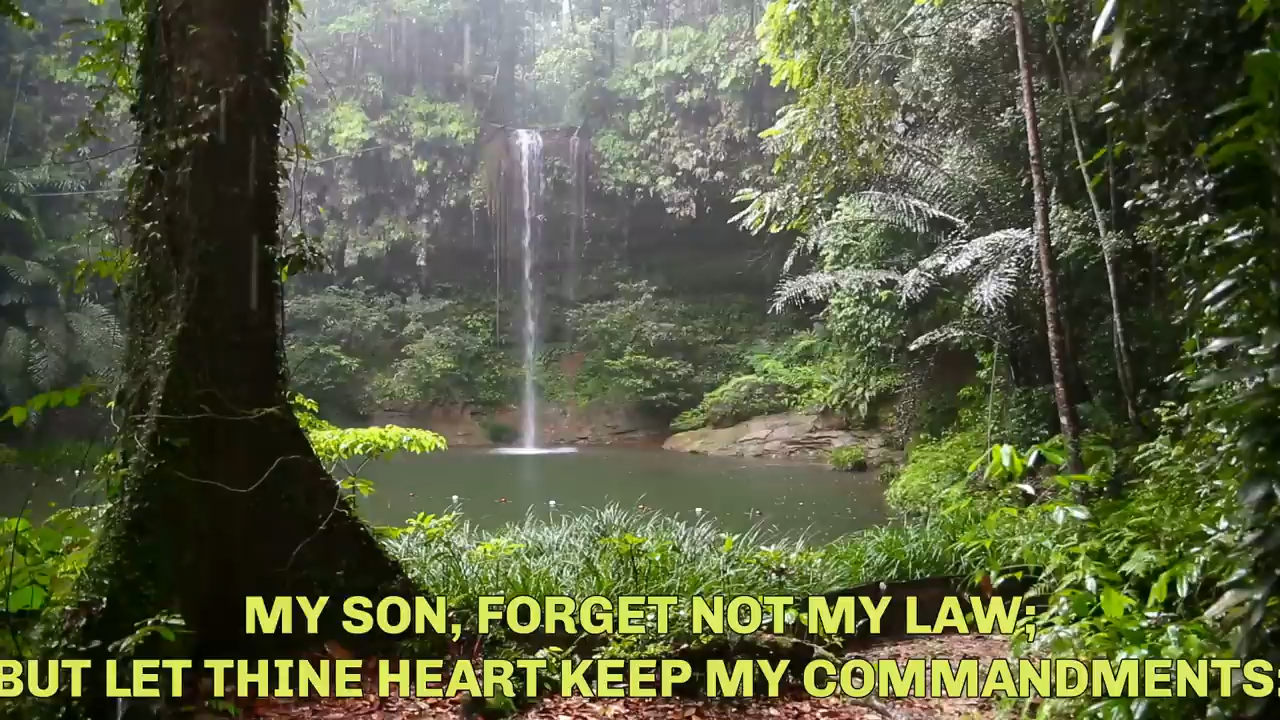 MY SON, FORGET NOT MY LAW;
BUT LET THINE HEART KEEP MY COMMANDMENTS: